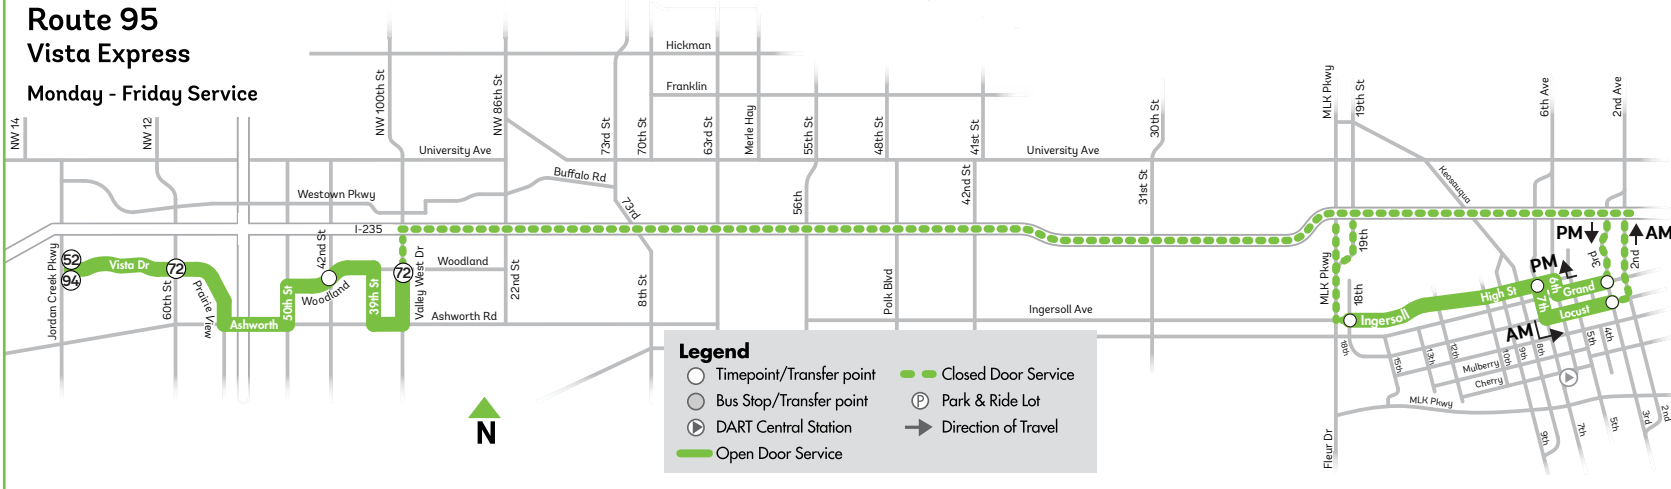 Route 95
Vista Express
Monday - Friday Service
Hickman
Franklin
NW 14
NW 12
NW 100th St
NW 86th St
73rd St
70th St
63rd St
Merle Hay
55th St
48th St
41st St
30th St
MLK Pkwy
19th St
6th Ave
2nd Ave
University Ave
University Ave
Buffalo Rd
Westown Pkwy
73rd
56th
42nd St
31st St
Keosauqua
I-235
42nd St
PM
AM
19th
3rd
2nd
Jordan Creek Pkwy
52
94
Vista Dr
72
60th St
Prairie View
Ashworth
50th St
Woodland
39th St
72
Valley West Dr
Woodland
22nd St
Ashworth Rd
8th St
Polk Blvd
Ingersoll Ave
MLK Pkwy
18th
Ingersoll
High St
PM
6th
7th
Grand
Locust
AM
18th
15th
13th
12th
10th
9th
8th
5th
4th
Mulberry
Cherry
MLK Pkwy
Fleur Dr
9th
7th
5th
3rd
2nd
N
Legend
Timepoint/Transfer point
Bus Stop/Transfer point
DART Central Station
Open Door Service
Closed Door Service
P
Park & Ride Lot
Direction of Travel